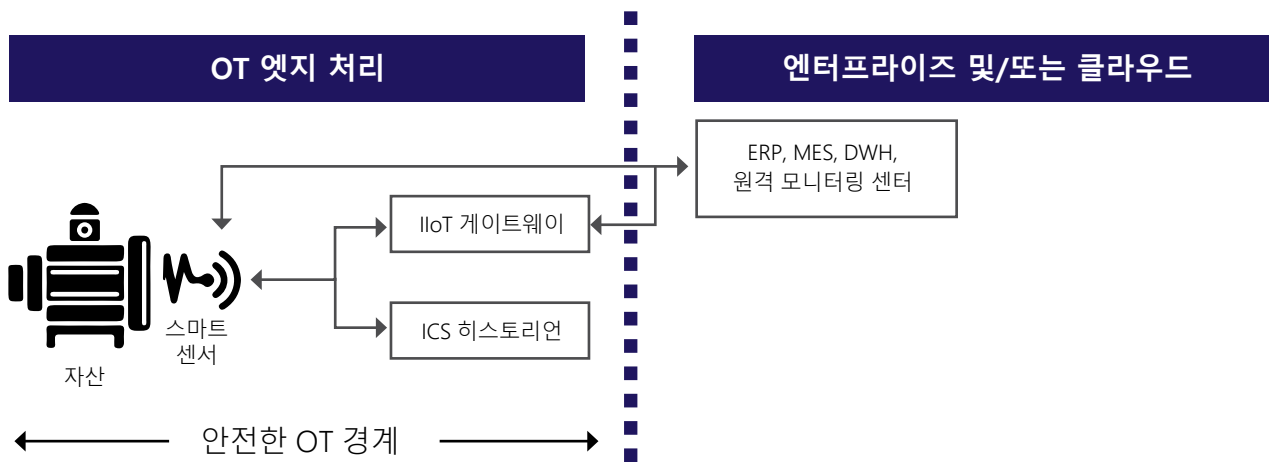 OT 엣지 처리
엔터프라이즈 및/또는 클라우드
ERP, MES, DWH,
원격 모니터링 센터
IIoT 게이트웨이
ICS 히스토리언
스마트
센서
자산
안전한 OT 경계